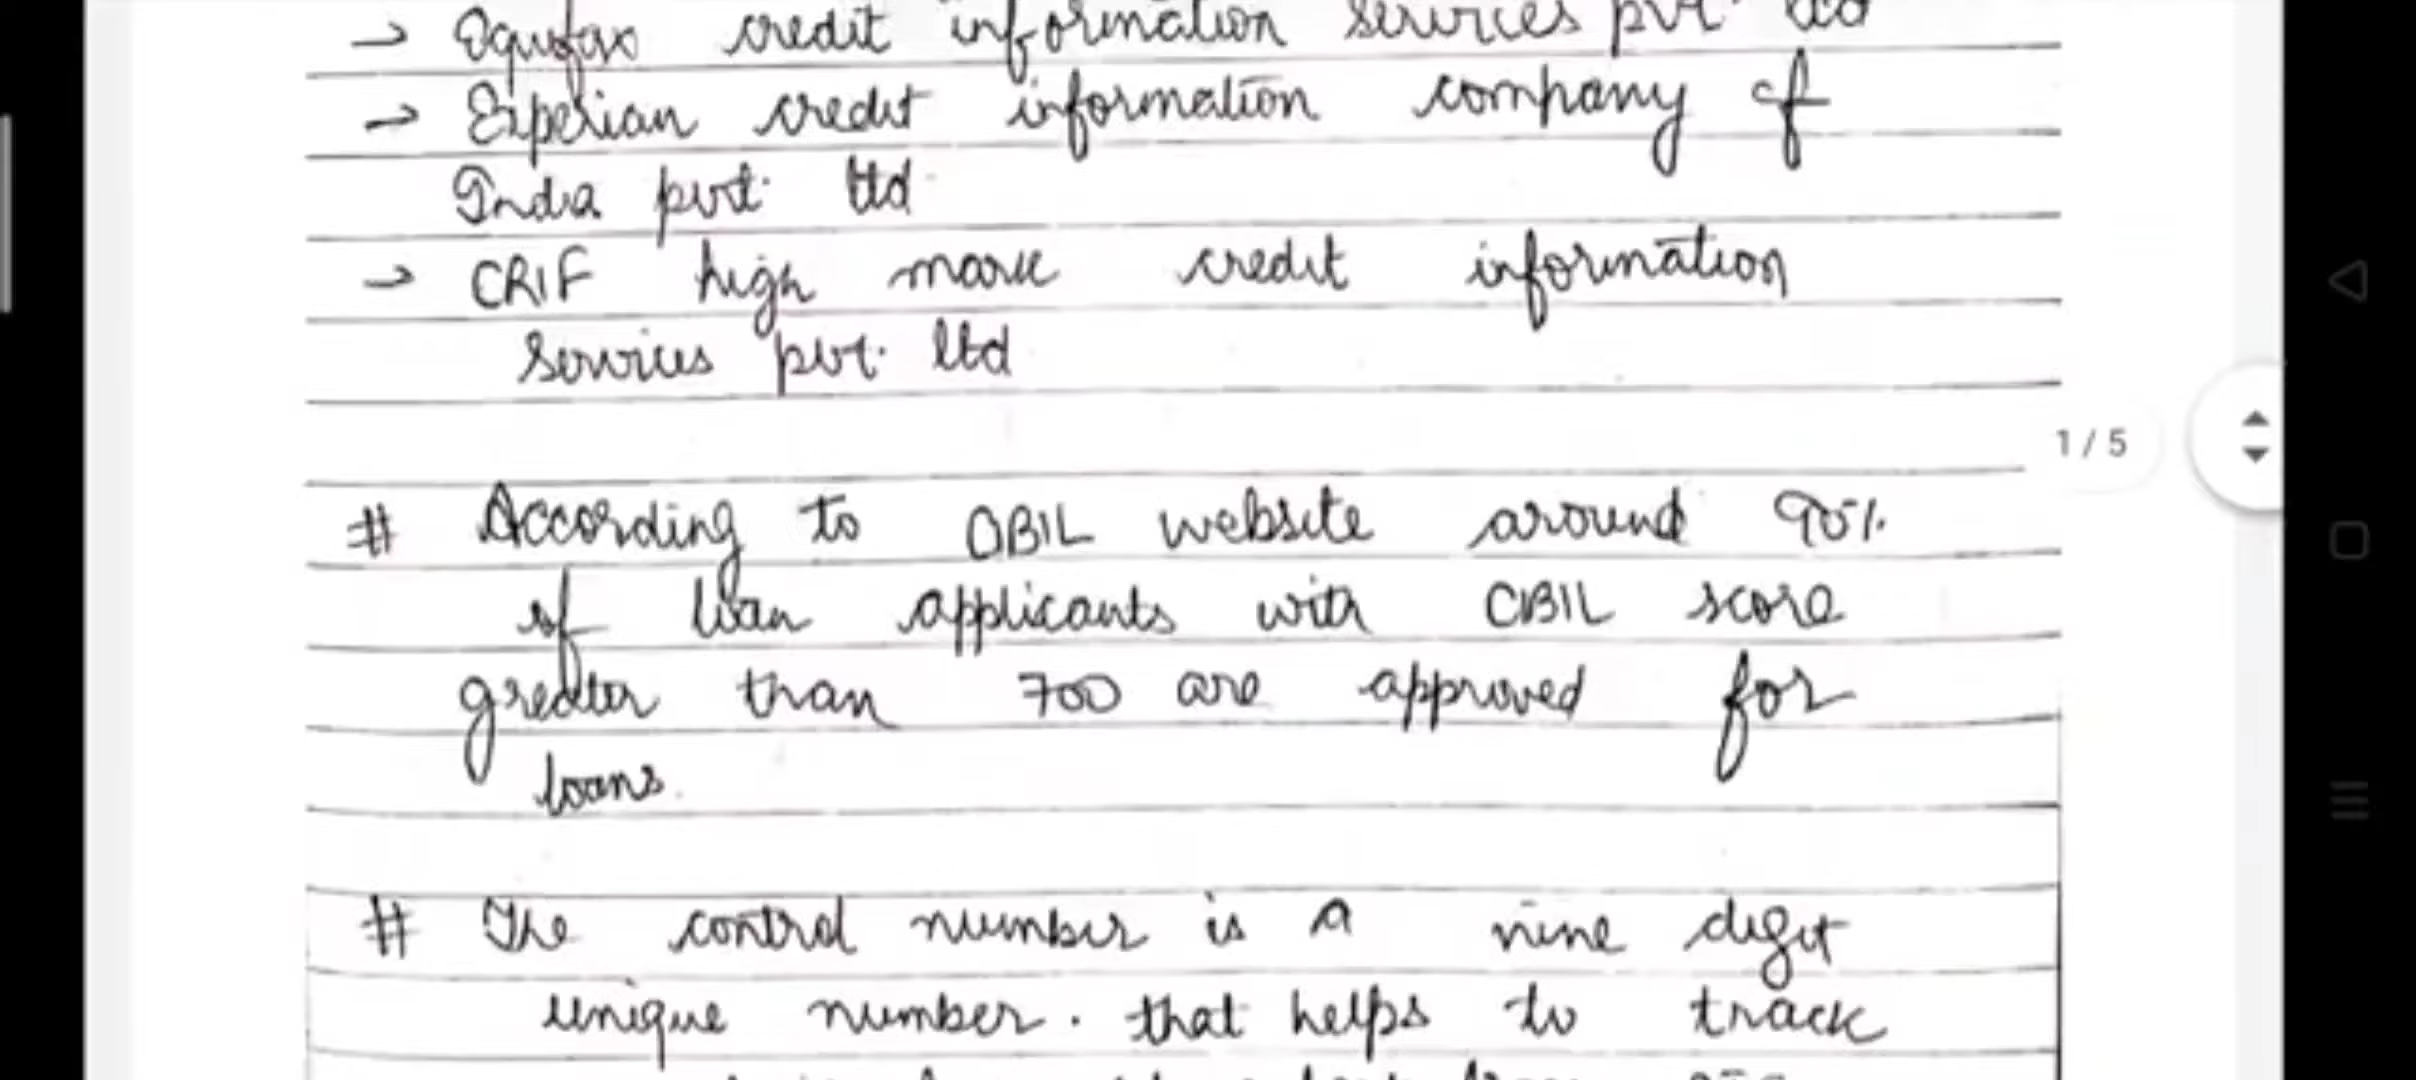 → Equifax credit information services pvt. ltd
→ Experian credit information company of
India pvt. ltd
→ CRIF high mark credit information
Services pvt. ltd
1 / 5
# According to CIBIL website around 90%
of loan applicants with CIBIL score
greater than 700 are approved for
loans.
# The control number is a nine digit
unique number. that helps to track